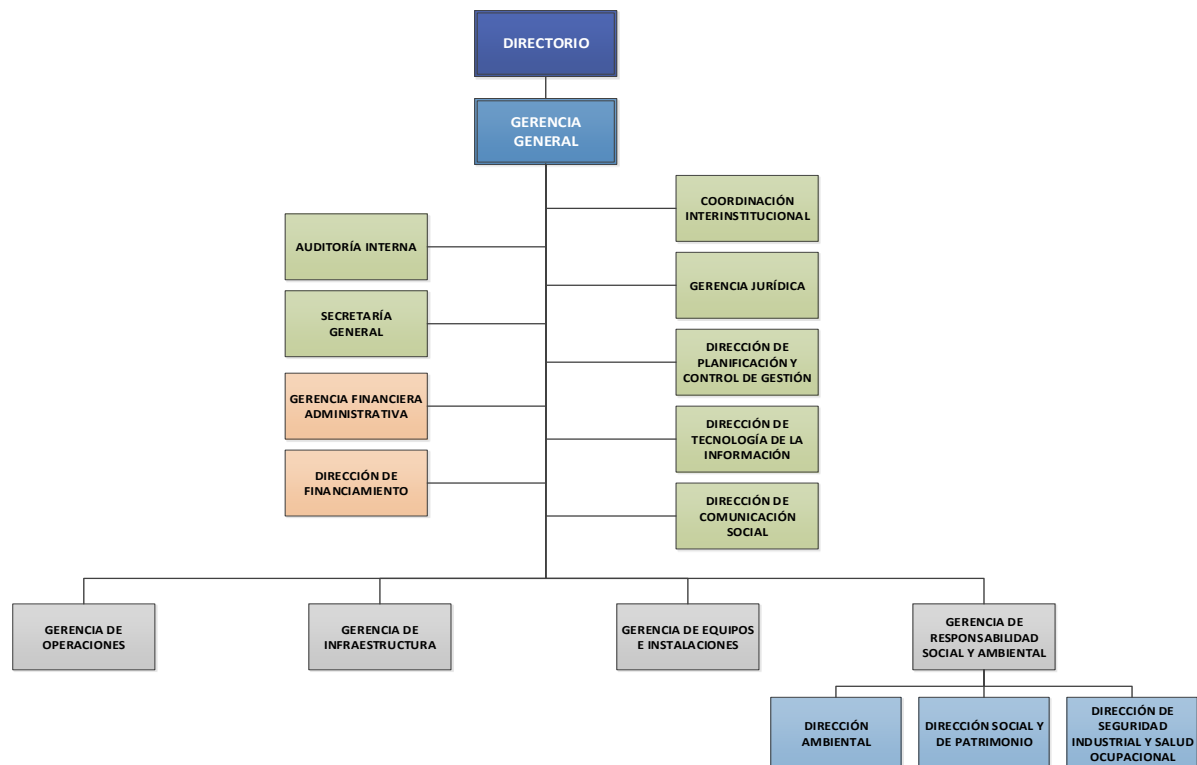 DIRECTORIO
GERENCIA
GENERAL
COORDINACIÓN
INTERINSTITUCIONAL
AUDITORÍA INTERNA
GERENCIA JURÍDICA
SECRETARÍA
GENERAL
DIRECCIÓN DE
PLANIFICACIÓN Y
CONTROL DE GESTIÓN
GERENCIA FINANCIERA
ADMINISTRATIVA
DIRECCIÓN DE
TECNOLOGÍA DE LA
INFORMACIÓN
DIRECCIÓN DE
FINANCIAMIENTO
DIRECCIÓN DE
COMUNICACIÓN
SOCIAL
GERENCIA DE
OPERACIONES
GERENCIA DE
INFRAESTRUCTURA
GERENCIA DE EQUIPOS
E INSTALACIONES
GERENCIA DE
RESPONSABILIDAD
SOCIAL Y AMBIENTAL
DIRECCIÓN
AMBIENTAL
DIRECCIÓN SOCIAL Y
DE PATRIMONIO
DIRECCIÓN DE
SEGURIDAD
INDUSTRIAL Y SALUD
OCUPACIONAL